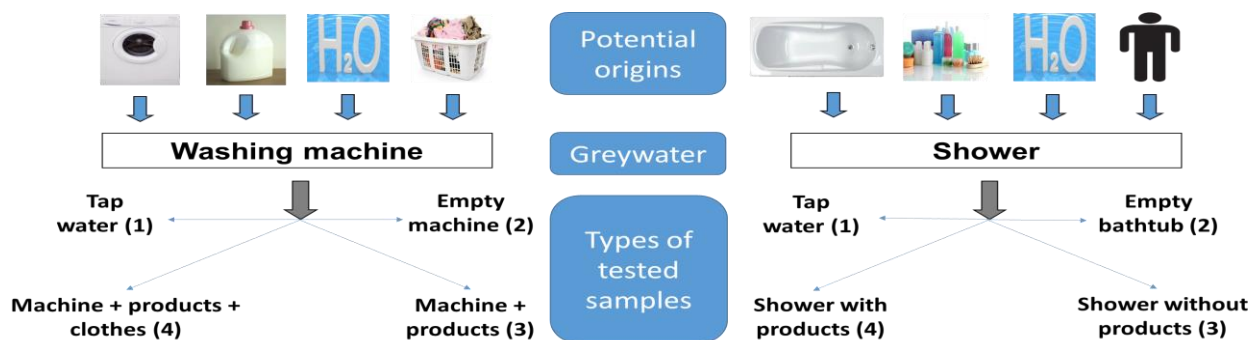 H₂O
Potential
origins
H₂O
Washing machine
Greywater
Shower
Tap
water (1)
Empty
machine (2)
Types of
tested
samples
Tap
water (1)
Empty
bathtub (2)
Machine + products +
clothes (4)
Machine +
products (3)
Shower with
products (4)
Shower without
products (3)